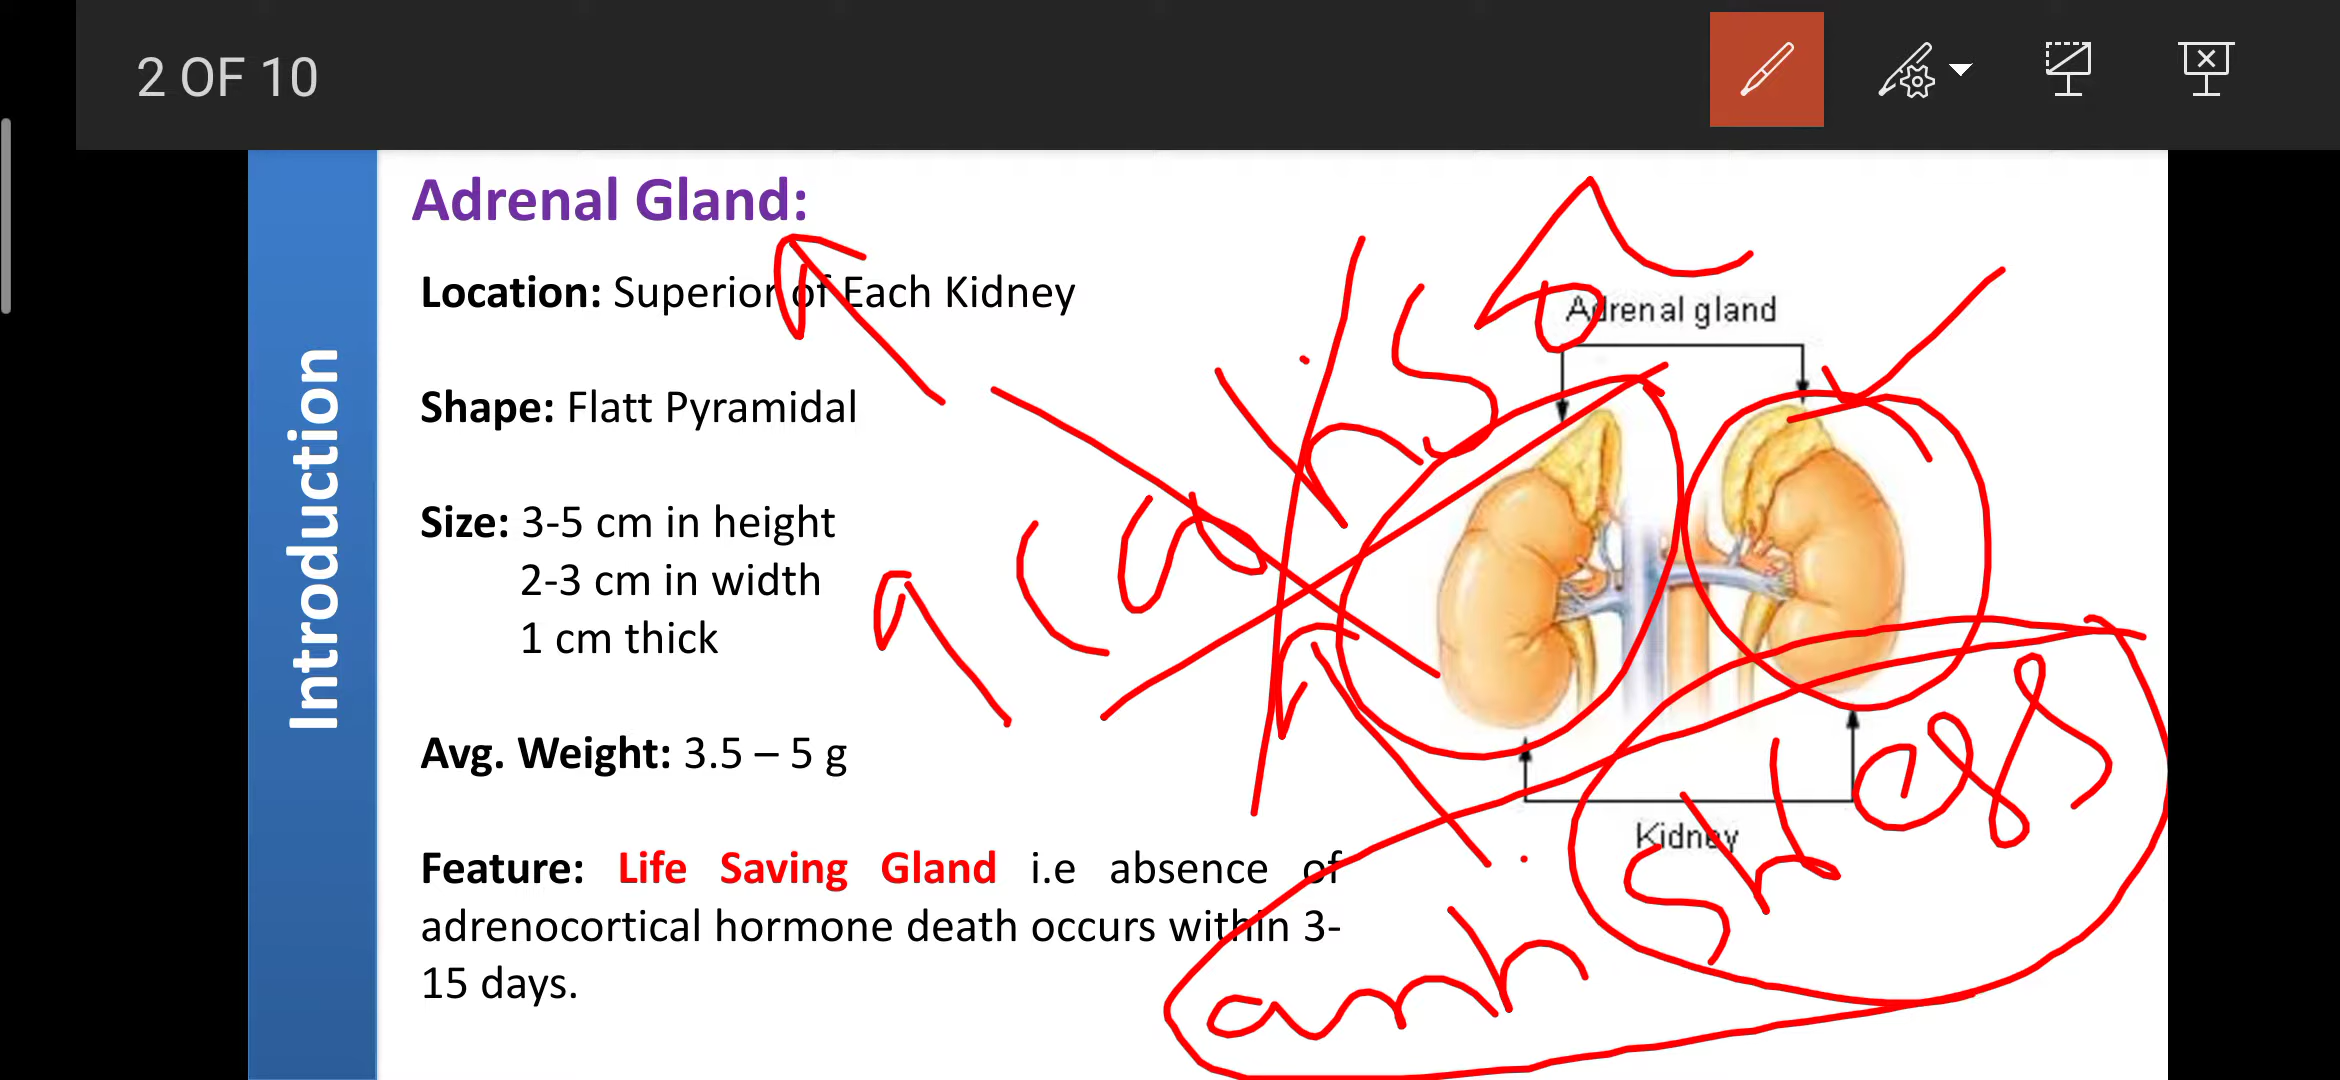 2 OF 10
Introduction
Adrenal Gland:
Location: Superior of Each Kidney
Shape: Flatt Pyramidal
Size: 3-5 cm in height
2-3 cm in width
1 cm thick
Avg. Weight: 3.5 – 5 g
Feature: Life Saving Gland i.e absence of
adrenocortical hormone death occurs within 3-
15 days.
Adrenal gland
Kidney